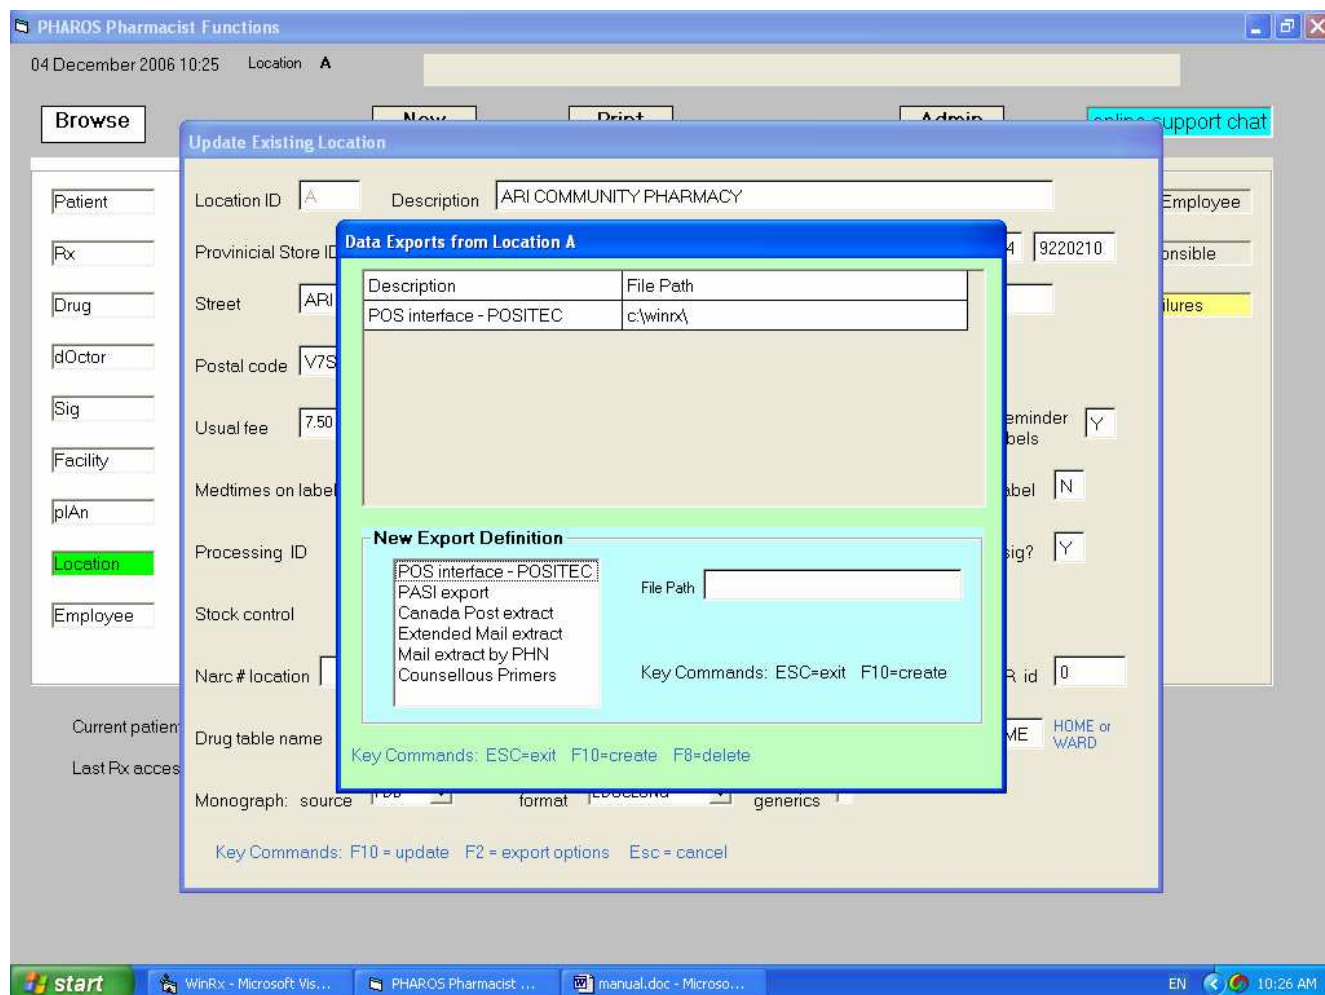 PHAROS Pharmacist Functions
04 December 2006 10:25 Location A
Browse New Print Admin online support chat
Update Existing Location
Patient
Location ID A Description ARI COMMUNITY PHARMACY
Employee
Rx
Provinicial Store ID
Data Exports from Location A
4 9220210
onsible
Description File Path
POS interface - POSITEC c:\winrx\
Drug
Street ARI
ilures
dOctor
Postal code V7S
Sig
Usual fee 7.50
eminder Y
bels
Facility
Medtimes on label
abel N
plAn
New Export Definition
Location
Processing ID
sig? Y
POS interface - POSITEC
PASI export
Canada Post extract
Extended Mail extract
Mail extract by PHN
Counsellous Primers
File Path
Key Commands: ESC=exit F10=create
Employee
Stock control
Narc # location
R id 0
Current patien
Drug table name
ME HOME or
WARD
Last Rx acces
Key Commands: ESC=exit F10=create F8=delete
Monograph: source FDB format generics
Key Commands: F10 = update F2 = export options Esc = cancel
start WinRx - Microsoft Vis... PHAROS Pharmacist ... manual.doc - Microso... EN 10:26 AM